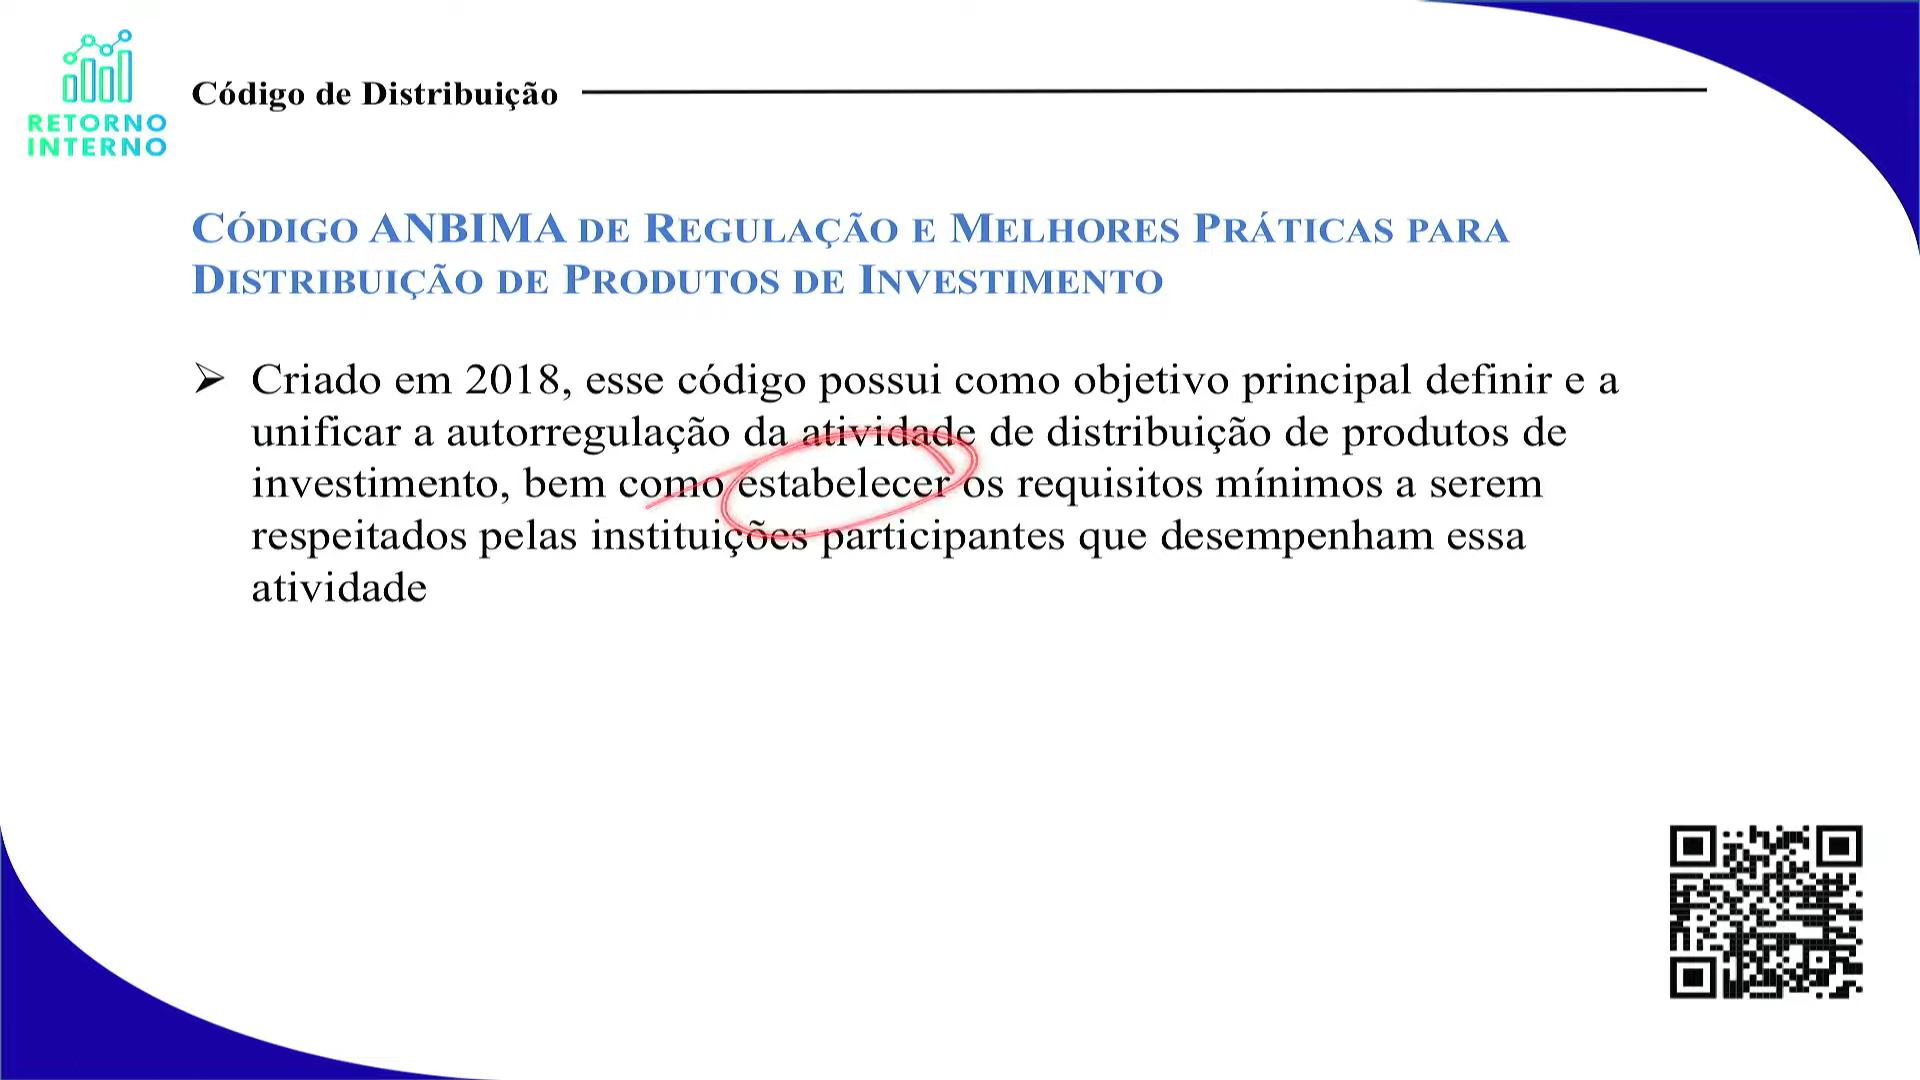 RETORNO
INTERNO
Código de Distribuição
CÓDIGO ANBIMA DE REGULAÇÃO E MELHORES PRÁTICAS PARA
DISTRIBUIÇÃO DE PRODUTOS DE INVESTIMENTO
➢ Criado em 2018, esse código possui como objetivo principal definir e a
unificar a autorregulação da atividade de distribuição de produtos de
investimento, bem como estabelecer os requisitos mínimos a serem
respeitados pelas instituições participantes que desempenham essa
atividade